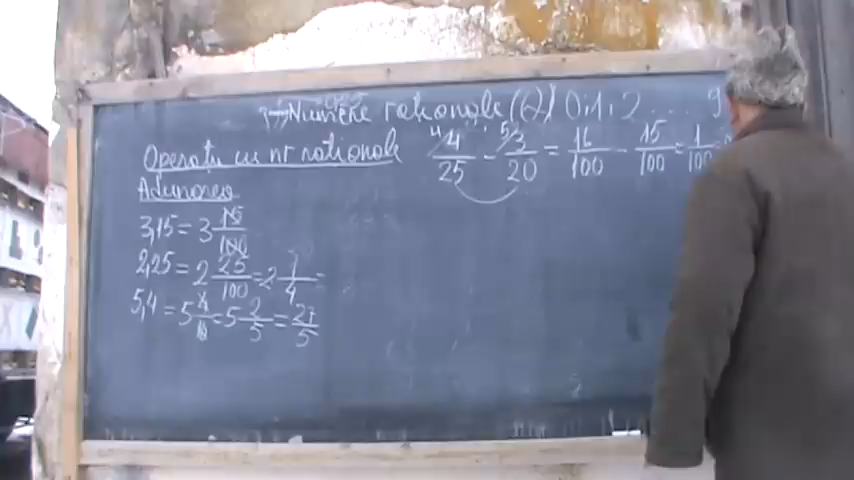 Numere raționale (Q) 0,1,2 .... 9
Operații cu nr raționale
Adunarea
4/25 - 3/20 = 16/100 - 15/100 = 1/100
3,15 = 3 15/100
2,25 = 2 25/100 = 2 1/4 =
5,4 = 5 4/10 = 5 2/5 = 27/5